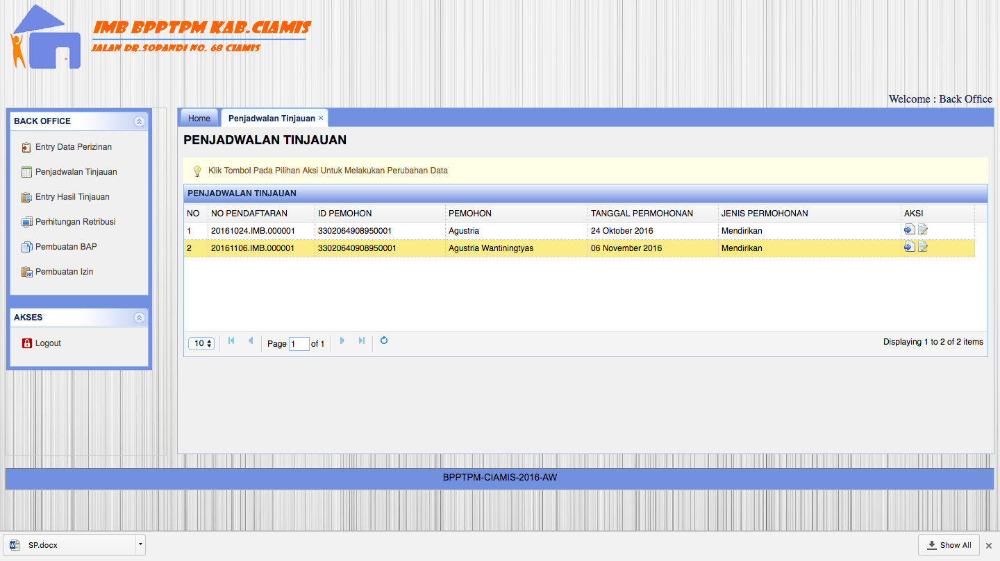 IMB BPPTPM KAB.CIAMIS
JALAN DR.SOPANDI NO. 68 CIAMIS
Welcome : Back Office
BACK OFFICE
Entry Data Perizinan
Penjadwalan Tinjauan
Entry Hasil Tinjauan
Perhitungan Retribusi
Pembuatan BAP
Pembuatan Izin
AKSES
Logout
Home Penjadwalan Tinjauan ×
PENJADWALAN TINJAUAN
Klik Tombol Pada Pilihan Aksi Untuk Melakukan Perubahan Data
PENJADWALAN TINJAUAN
NO NO PENDAFTARAN ID PEMOHON PEMOHON TANGGAL PERMOHONAN JENIS PERMOHONAN AKSI
1 20161024.IMB.000001 3302064908950001 Agustria 24 Oktober 2016 Mendirikan
2 20161106.IMB.000001 33020640908950001 Agustria Wantiningtyas 06 November 2016 Mendirikan
10 Page 1 of 1 Displaying 1 to 2 of 2 items
BPPTPM-CIAMIS-2016-AW
SP.docx Show All